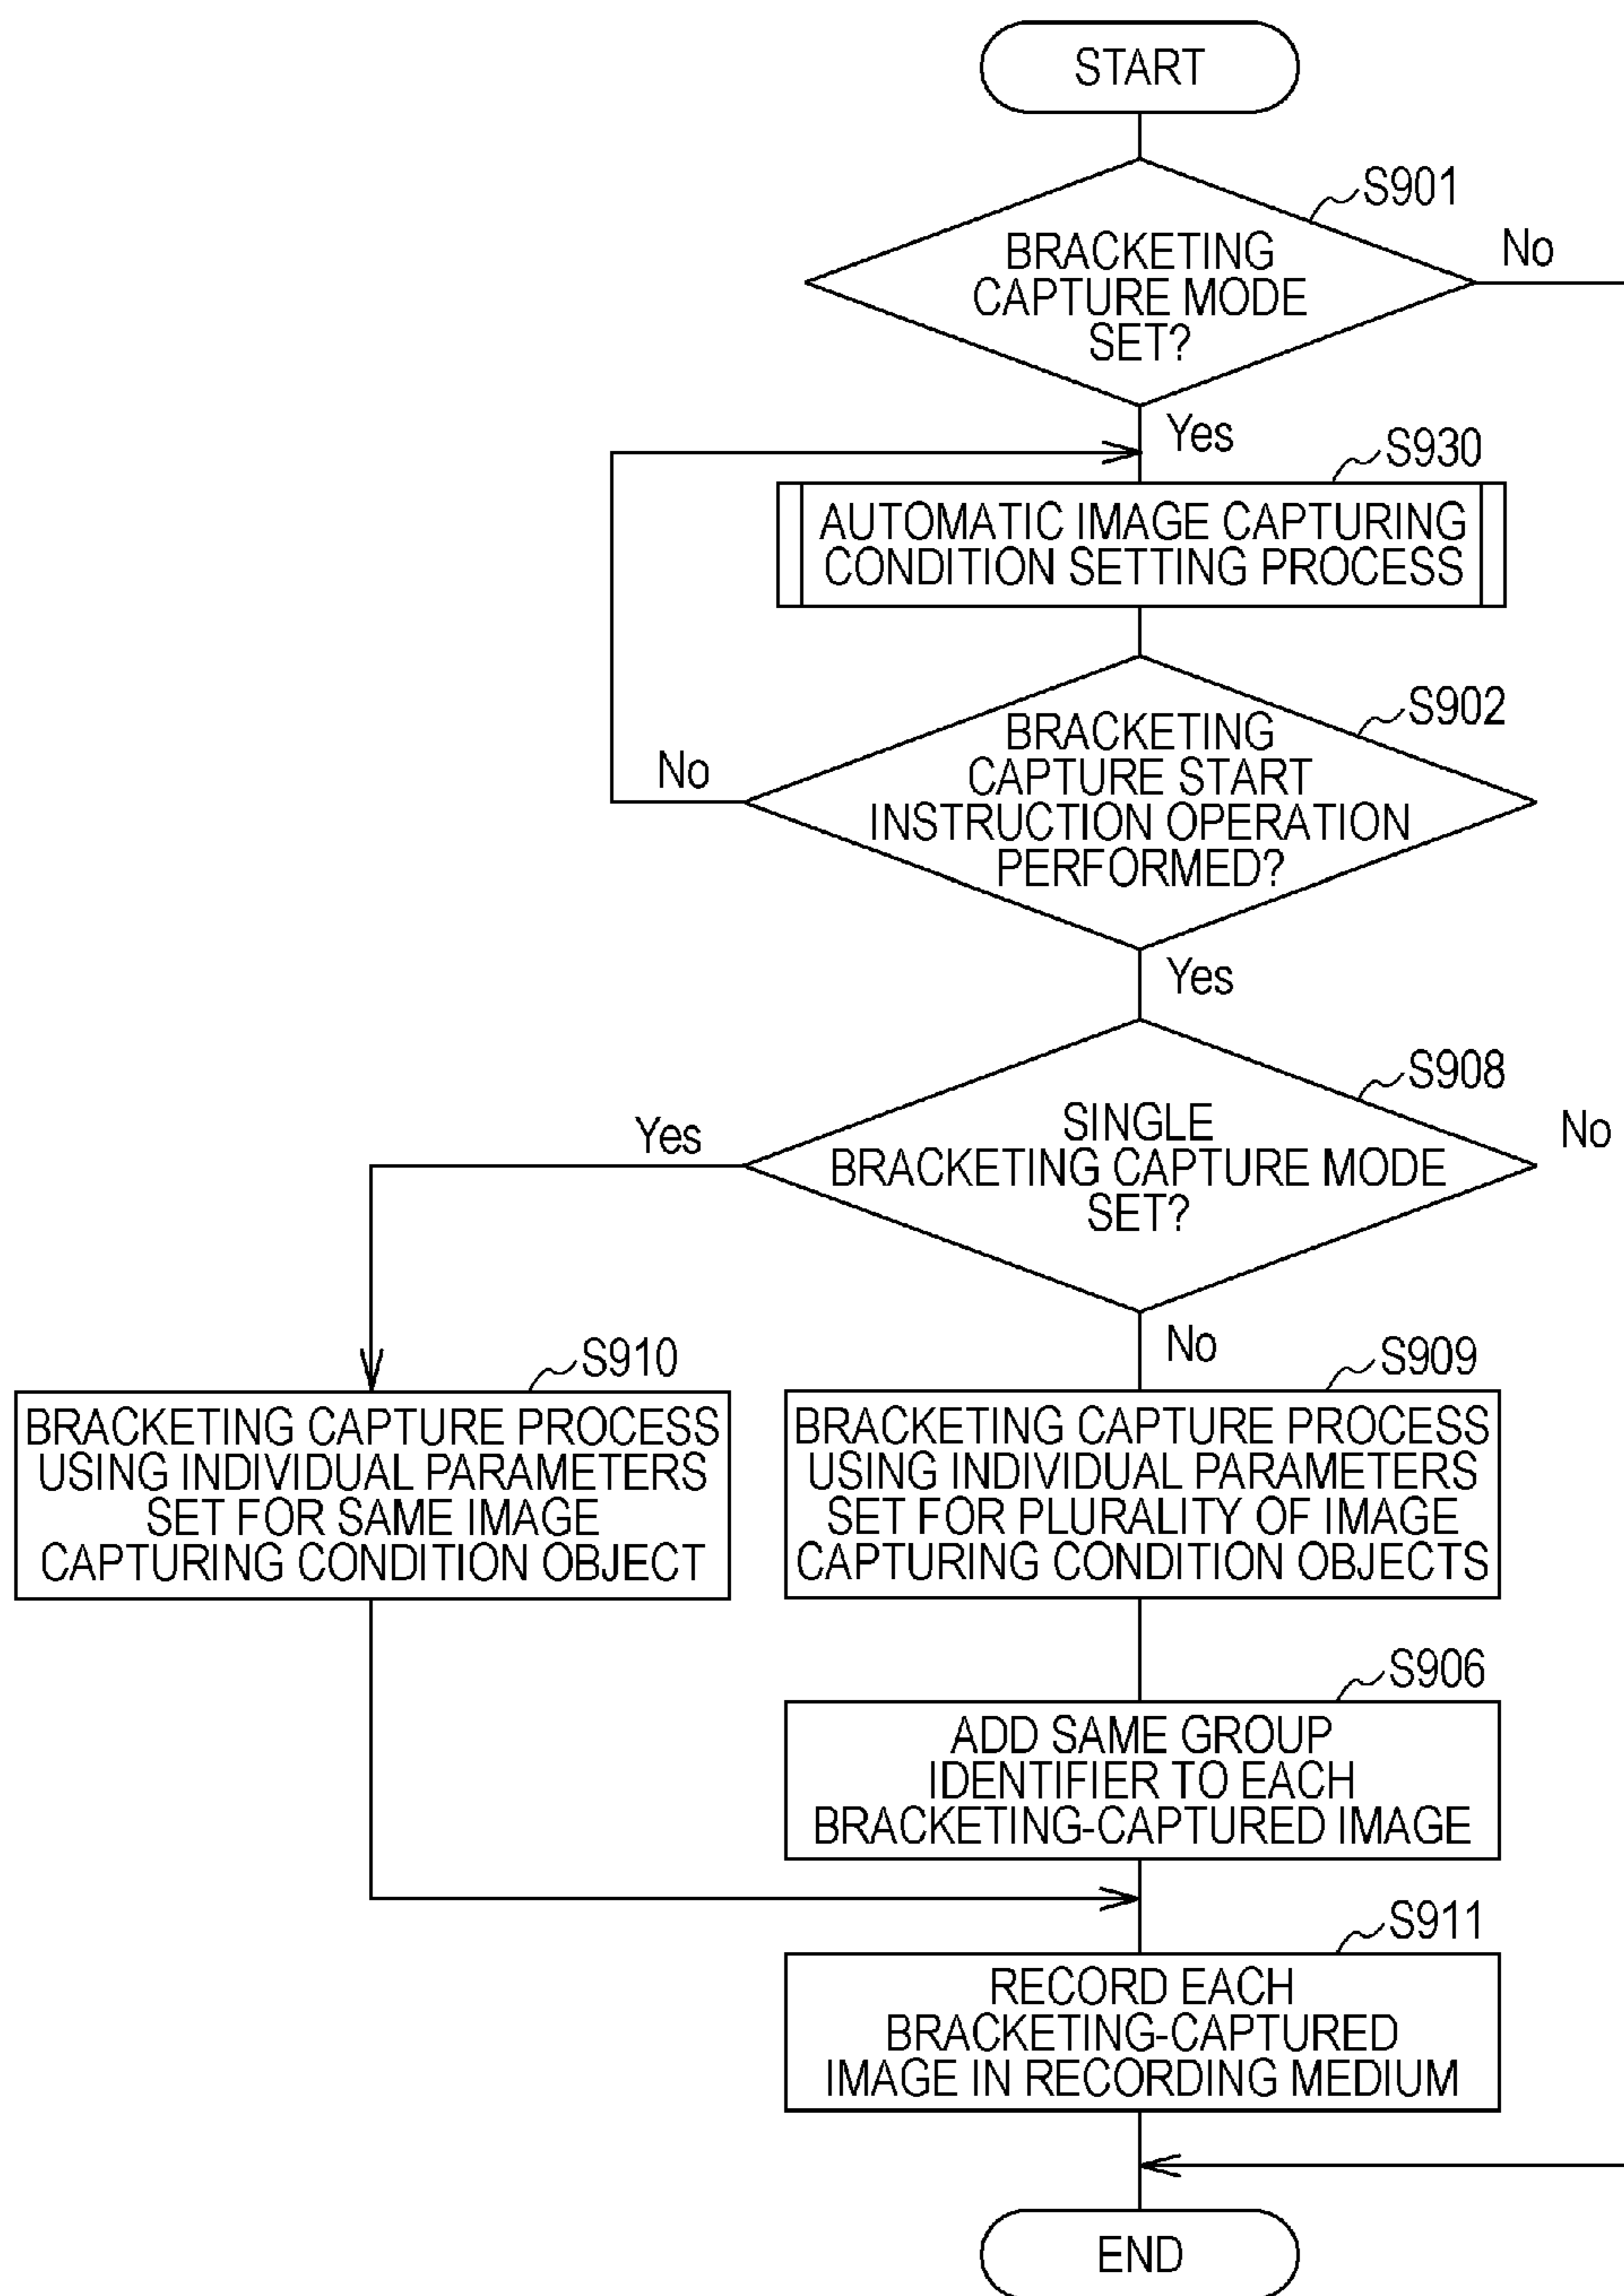 START
S901
BRACKETING
CAPTURE MODE
SET?
No
Yes
S930
AUTOMATIC IMAGE CAPTURING
CONDITION SETTING PROCESS
S902
BRACKETING
CAPTURE START
INSTRUCTION OPERATION
PERFORMED?
No
Yes
S908
SINGLE
BRACKETING CAPTURE MODE
SET?
Yes
No
No
S910
BRACKETING CAPTURE PROCESS
USING INDIVIDUAL PARAMETERS
SET FOR SAME IMAGE
CAPTURING CONDITION OBJECT
S909
BRACKETING CAPTURE PROCESS
USING INDIVIDUAL PARAMETERS
SET FOR PLURALITY OF IMAGE
CAPTURING CONDITION OBJECTS
S906
ADD SAME GROUP
IDENTIFIER TO EACH
BRACKETING-CAPTURED IMAGE
S911
RECORD EACH
BRACKETING-CAPTURED
IMAGE IN RECORDING MEDIUM
END